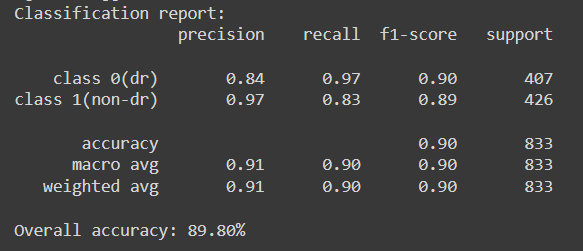 Classification report:
precision recall f1-score support
class 0(dr) 0.84 0.97 0.90 407
class 1(non-dr) 0.97 0.83 0.89 426
accuracy 0.90 833
macro avg 0.91 0.90 0.90 833
weighted avg 0.91 0.90 0.90 833
Overall accuracy: 89.80%